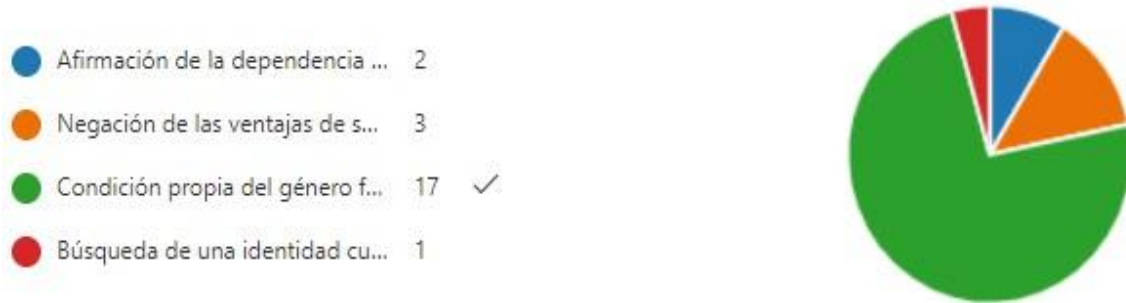 Afirmación de la dependencia ... 2
Negación de las ventajas de s... 3
Condición propia del género f... 17
Búsqueda de una identidad cu... 1